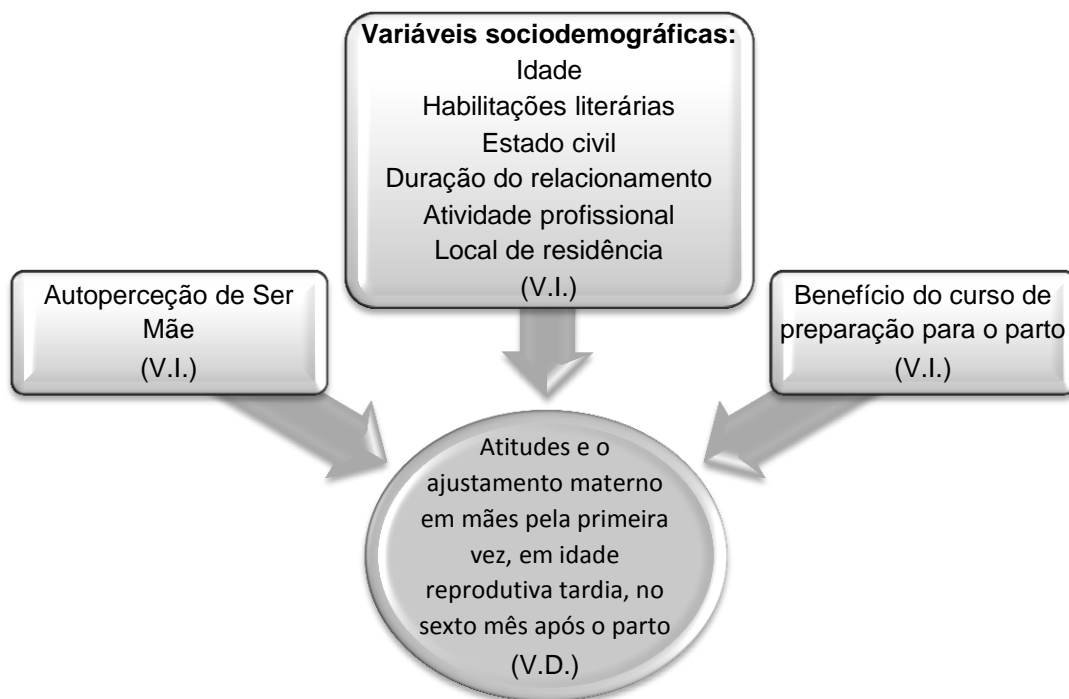 Variáveis sociodemográficas:
Idade
Habilitações literárias
Estado civil
Duração do relacionamento
Atividade profissional
Local de residência
(V.I.)
Autoperceção de Ser
Mãe
(V.I.)
Benefício do curso de
preparação para o parto
(V.I.)
Atitudes e o
ajustamento materno
em mães pela primeira
vez, em idade
reprodutiva tardia, no
sexto mês após o parto
(V.D.)